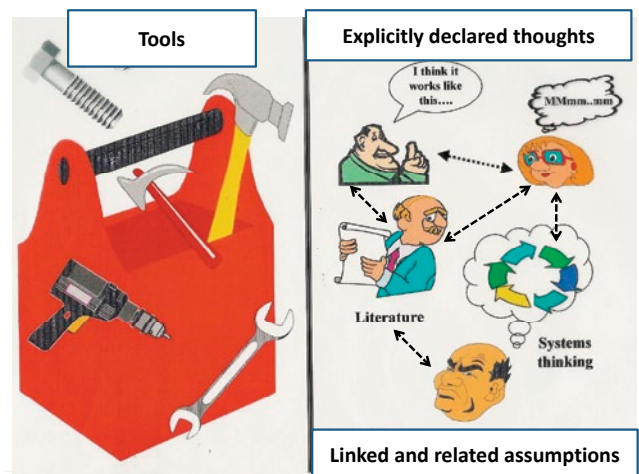 Tools
Explicitly declared thoughts
I think it
works like
this....
MMmm..mm
Literature
Systems
thinking
Linked and related assumptions